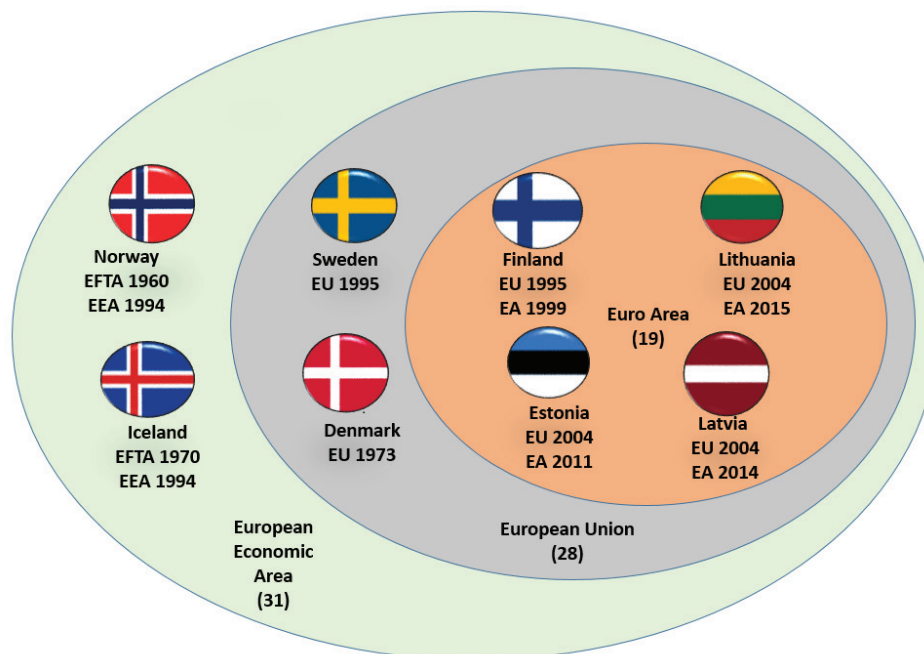 Norway
EFTA 1960
EEA 1994
Sweden
EU 1995
Finland
EU 1995
EA 1999
Lithuania
EU 2004
EA 2015
Euro Area
(19)
Iceland
EFTA 1970
EEA 1994
Denmark
EU 1973
Estonia
EU 2004
EA 2011
Latvia
EU 2004
EA 2014
European
Economic
Area
(31)
European Union
(28)